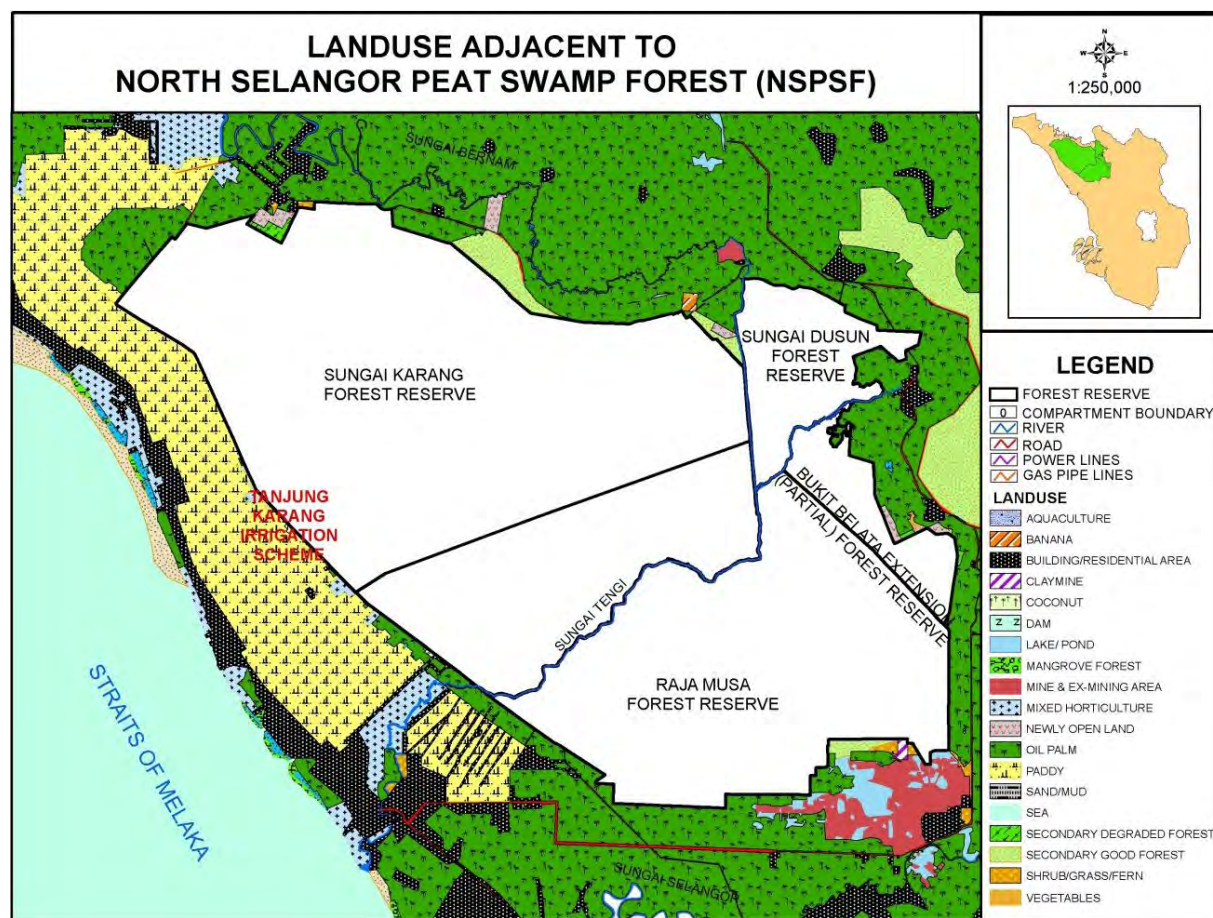 LANDUSE ADJACENT TO
NORTH SELANGOR PEAT SWAMP FOREST (NSPSF)
N
W E
S
1:250,000
SUNGAI BERNAM
SUNGAI KARANG
FOREST RESERVE
SUNGAI DUSUN
FOREST
RESERVE
BUKIT BELATA EXTENSION
(PARTIAL) FOREST RESERVE
TANJUNG
KARANG
IRRIGATION
SCHEME
SUNGAI TENGI
RAJA MUSA
FOREST RESERVE
STRAITS OF MELAKA
SUNGAI SELANGOR
LEGEND
FOREST RESERVE
0 COMPARTMENT BOUNDARY
RIVER
ROAD
POWER LINES
GAS PIPE LINES
LANDUSE
AQUACULTURE
BANANA
BUILDING/RESIDENTIAL AREA
CLAYMINE
COCONUT
Z Z DAM
LAKE/ POND
MANGROVE FOREST
MINE & EX-MINING AREA
MIXED HORTICULTURE
NEWLY OPEN LAND
OIL PALM
PADDY
SAND/MUD
SEA
SECONDARY DEGRADED FOREST
SECONDARY GOOD FOREST
SHRUB/GRASS/FERN
VEGETABLES